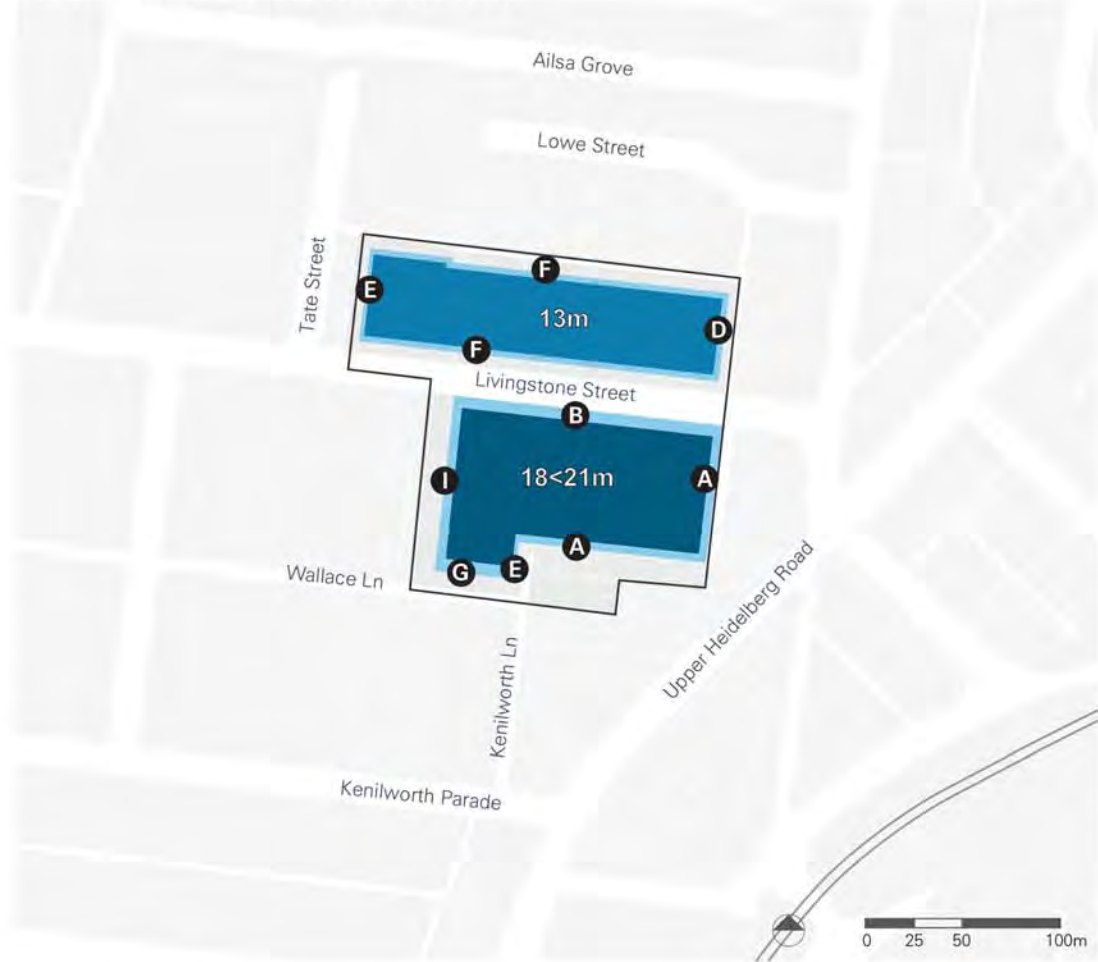 Ailsa Grove
Lowe Street
Tate Street
F
E
13m
D
F
Livingstone Street
B
I
18<21m
A
A
G
E
Wallace Ln
Kenilworth Ln
Upper Heidelberg Road
Kenilworth Parade
0 25 50 100m